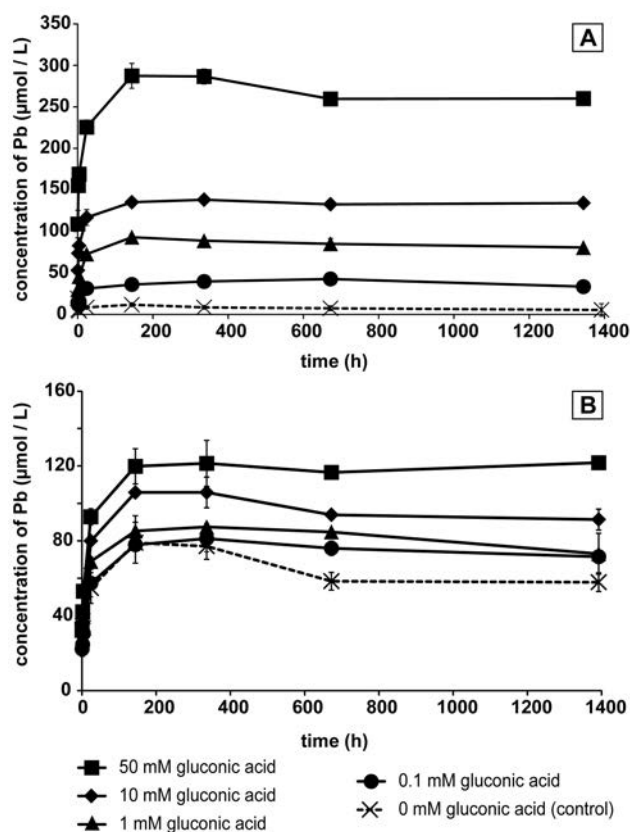 A
concentration of Pb (µmol / L)
350
300
250
200
150
100
50
0
0 200 400 600 800 1000 1200 1400
time (h)
B
concentration of Pb (µmol / L)
160
120
80
40
0
0 200 400 600 800 1000 1200 1400
time (h)
50 mM gluconic acid
10 mM gluconic acid
1 mM gluconic acid
0.1 mM gluconic acid
0 mM gluconic acid (control)